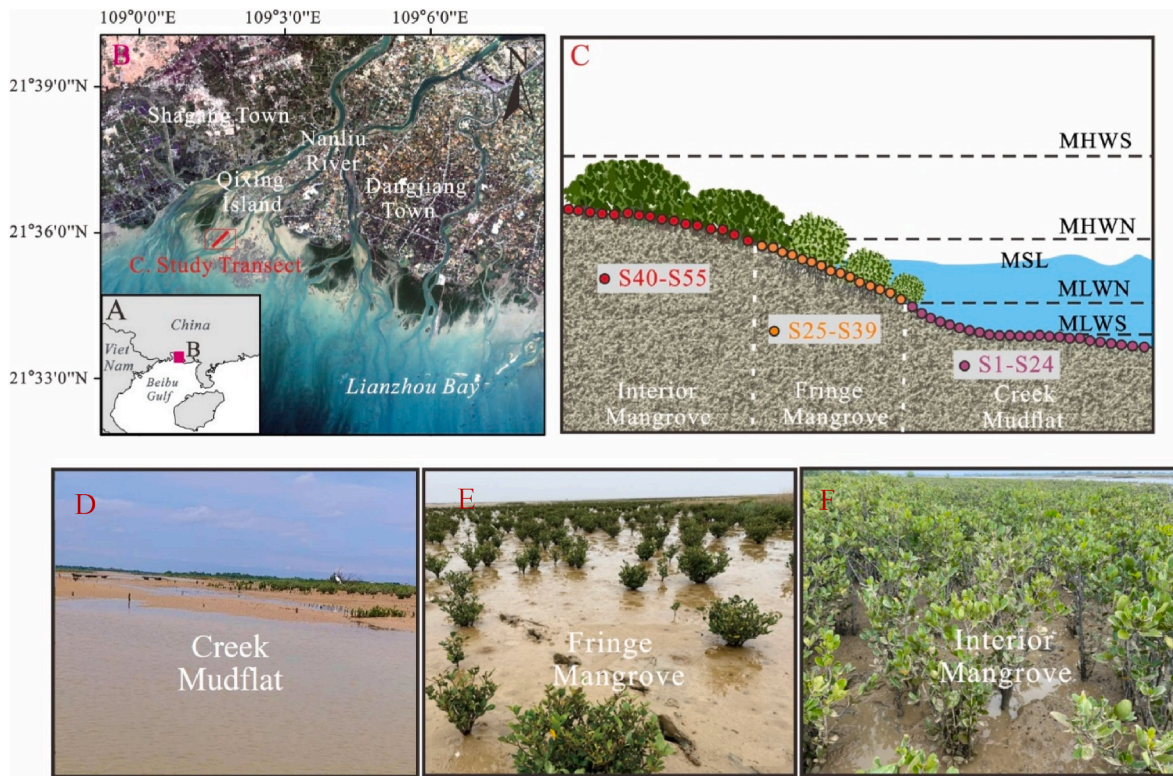 109°0'0"E 109°3'0"E 109°6'0"E
21°39'0"N
21°36'0"N
21°33'0"N
B
N
Shagang Town
Nanliu
River
Qixing
Island
Dangjiang
Town
C. Study Transect
Lianzhou Bay
A
China
Viet
Nam
B
Beibu
Gulf
C
MHWS
MHWN
MSL
MLWN
MLWS
S40-S55
S25-S39
S1-S24
Interior
Mangrove
Fringe
Mangrove
Creek
Mudflat
D
Creek
Mudflat
E
Fringe
Mangrove
F
Interior
Mangrove